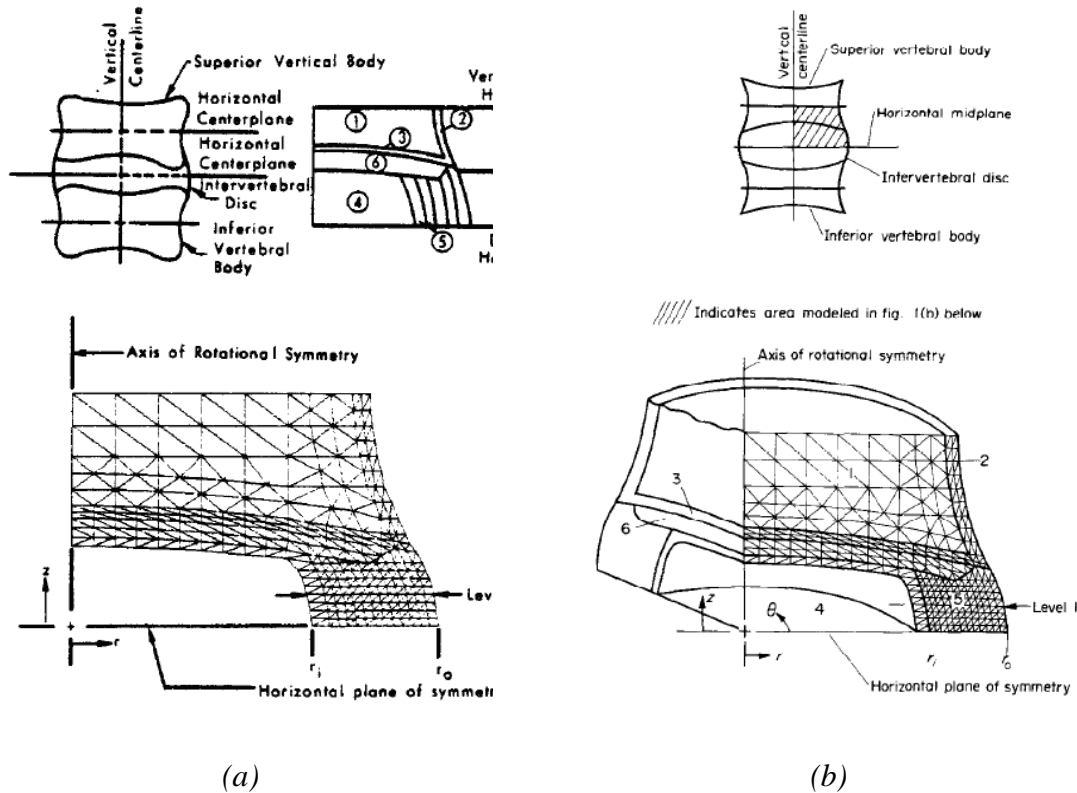 Vertical
Centerline
Superior Vertical Body
Horizontal
Centerplane
Horizontal
Centerplane
Intervertebral
Disc
Inferior
Vertebral
Body
1
2
3
6
4
5
Axis of Rotational Symmetry
z
r
r_i
r_o
Horizontal plane of
(a)
Vertical
centerline
Superior vertebral body
Horizontal midplane
Intervertebral disc
Inferior vertebral body
Indicates area modeled in fig. 1(b) below
Axis of rotational symmetry
1
2
3
6
4
5
z
θ
r
r_i
r_o
Level
Horizontal plane of symmetry
(b)